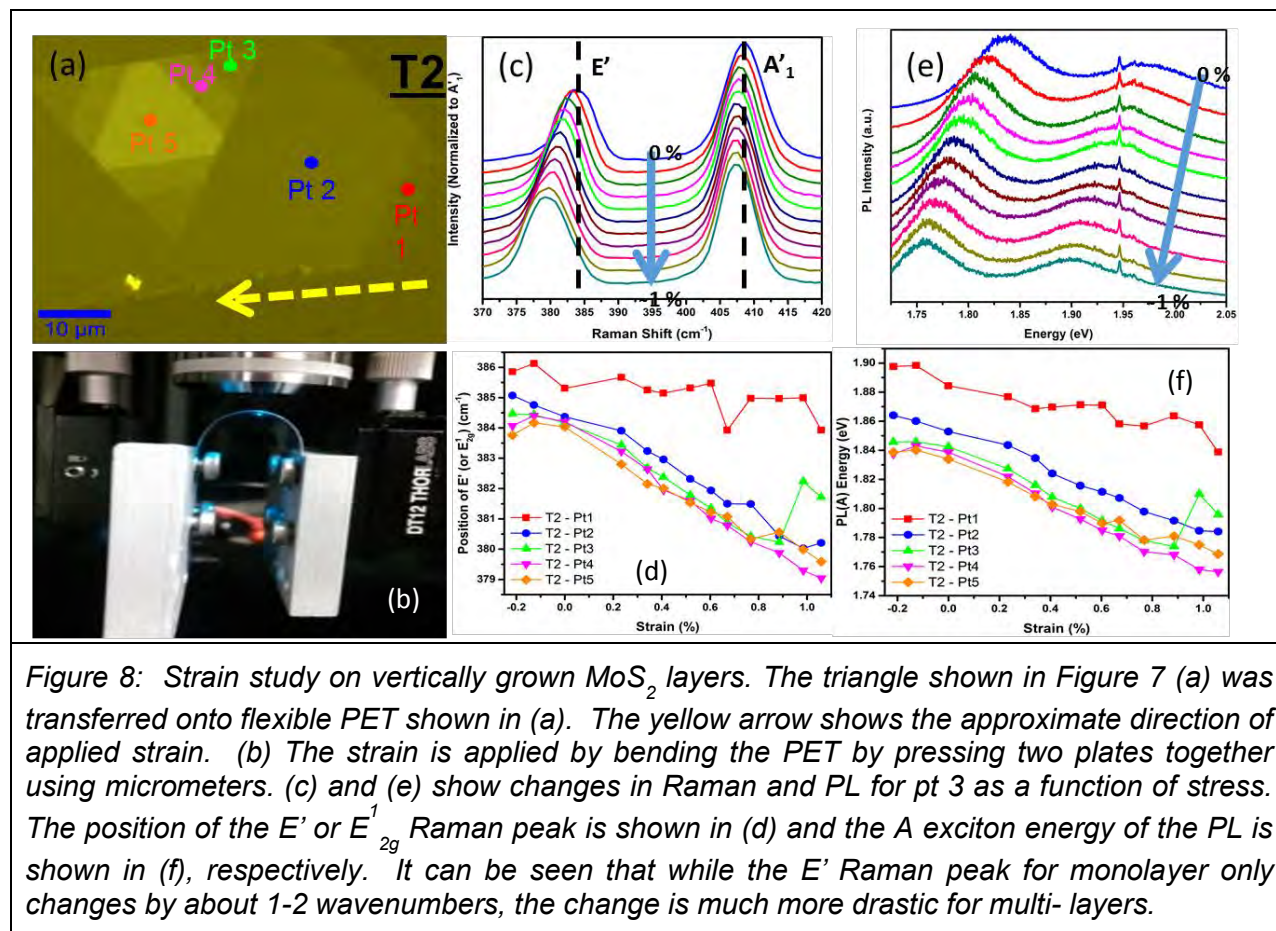 (a)
Pt 3
Pt 4
T2
Pt 5
Pt 2
Pt 1
10 µm
(b)
DT12 THORLABS
(c)
E'
A'1
0 %
-1 %
Intensity (Normalized to A'1)
370 375 380 385 390 395 400 405 410 415 420
Raman Shift (cm-1)
(e)
0 %
-1 %
PL Intensity (a.u.)
1.75 1.80 1.85 1.90 1.95 2.00 2.05
Energy (eV)
386
385
384
383
382
381
380
379
Position of E' (or E12g) (cm-1)
T2 - Pt1
T2 - Pt2
T2 - Pt3
T2 - Pt4
T2 - Pt5
(d)
-0.2 0.0 0.2 0.4 0.6 0.8 1.0
Strain (%)
1.90
1.88
1.86
1.84
1.82
1.80
1.78
1.76
1.74
PL(A) Energy (eV)
(f)
T2 - Pt1
T2 - Pt2
T2 - Pt3
T2 - Pt4
T2 - Pt5
-0.2 0.0 0.2 0.4 0.6 0.8 1.0
Strain (%)
Figure 8: Strain study on vertically grown MoS2 layers. The triangle shown in Figure 7 (a) was
transferred onto flexible PET shown in (a). The yellow arrow shows the approximate direction of
applied strain. (b) The strain is applied by bending the PET by pressing two plates together
using micrometers. (c) and (e) show changes in Raman and PL for pt 3 as a function of stress.
The position of the E' or E12g Raman peak is shown in (d) and the A exciton energy of the PL is
shown in (f), respectively. It can be seen that while the E' Raman peak for monolayer only
changes by about 1-2 wavenumbers, the change is much more drastic for multi- layers.